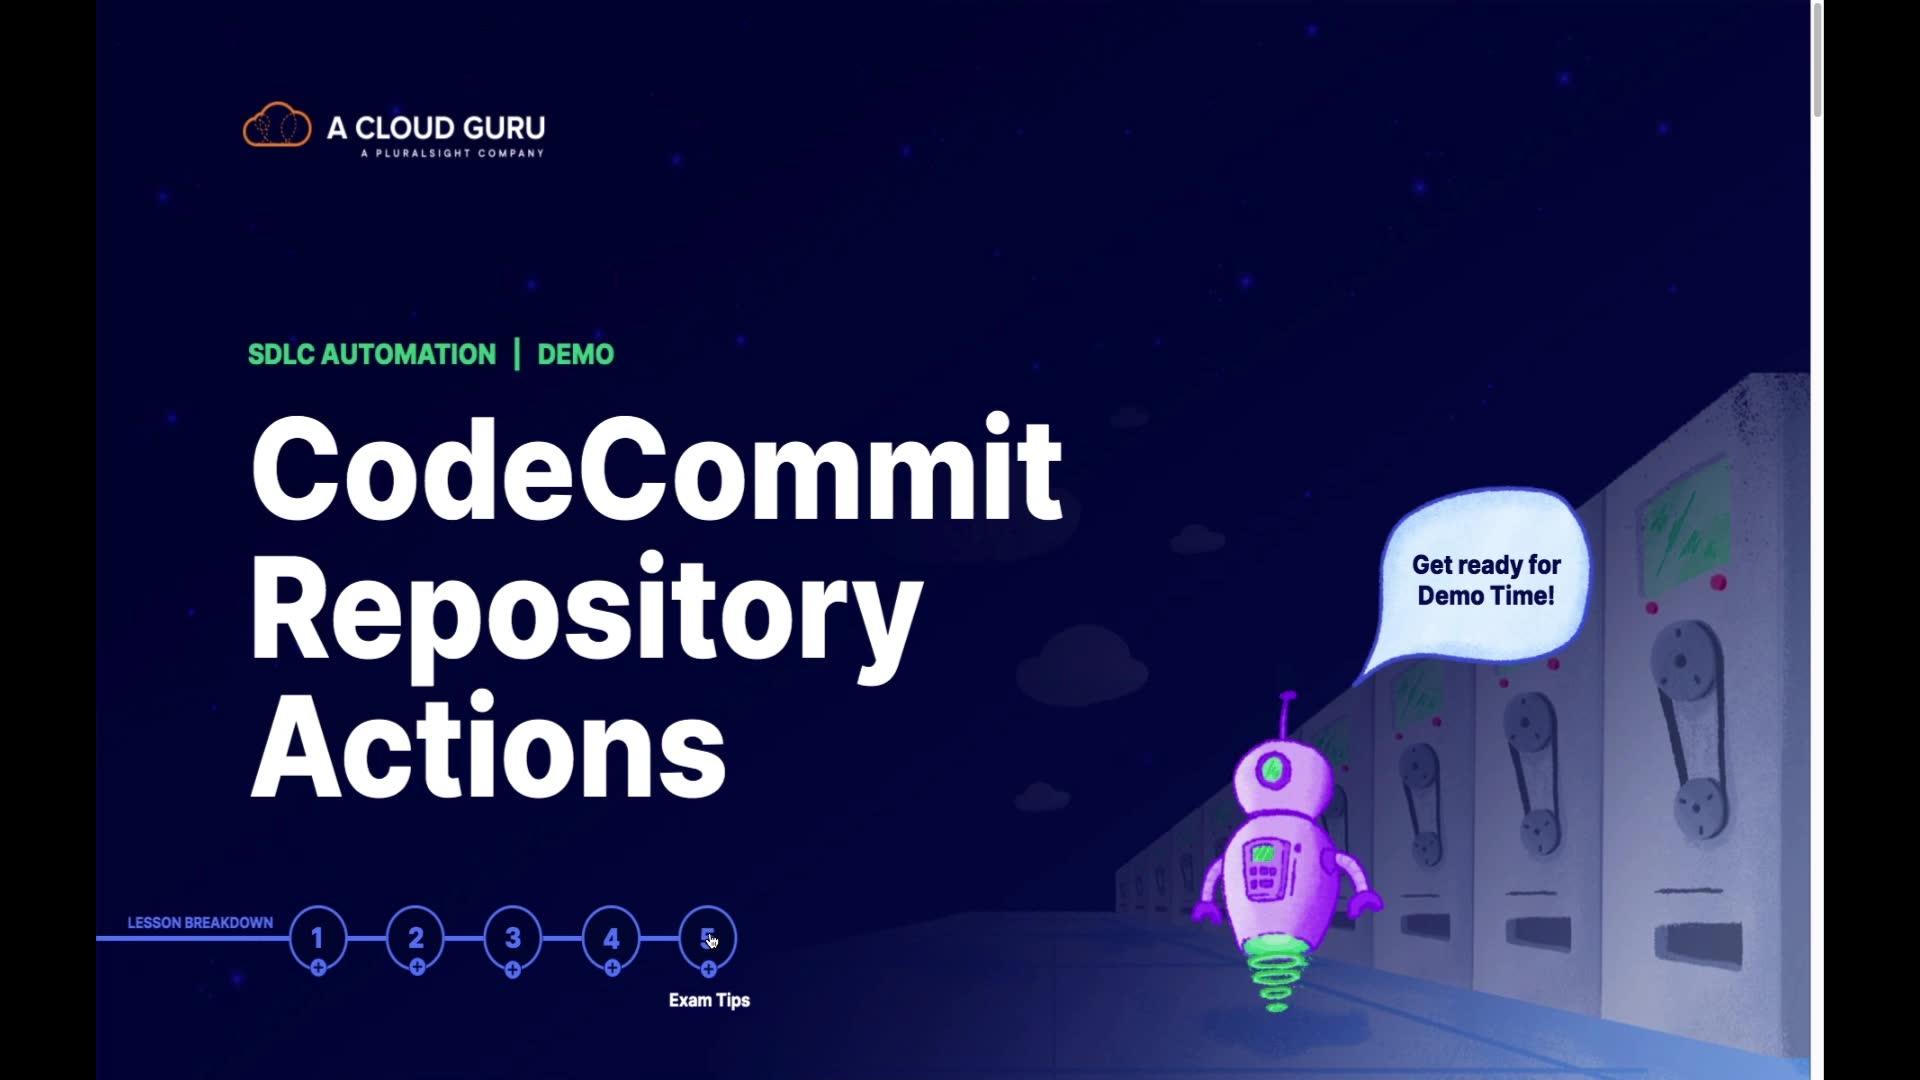 A CLOUD GURU
A PLURALSIGHT COMPANY
SDLC AUTOMATION | DEMO
CodeCommit
Repository
Actions
Get ready for
Demo Time!
LESSON BREAKDOWN
1
2
3
4
5
Exam Tips